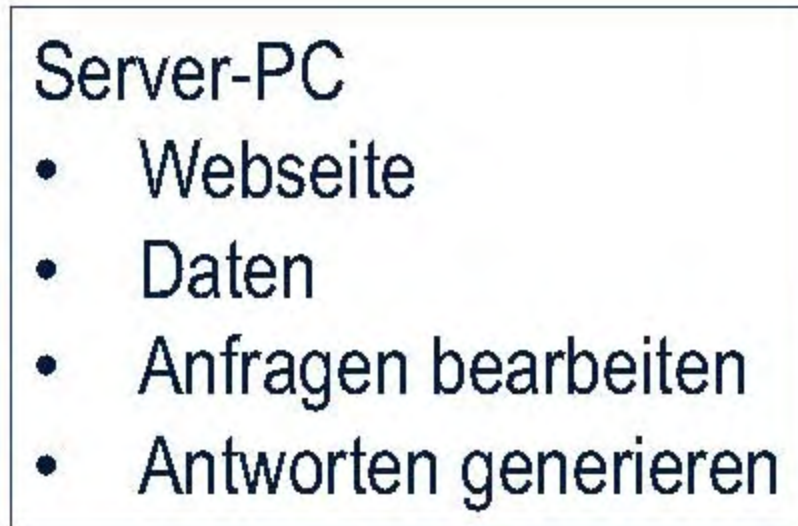 Server-PC
• Webseite
• Daten
• Anfragen bearbeiten
• Antworten generieren